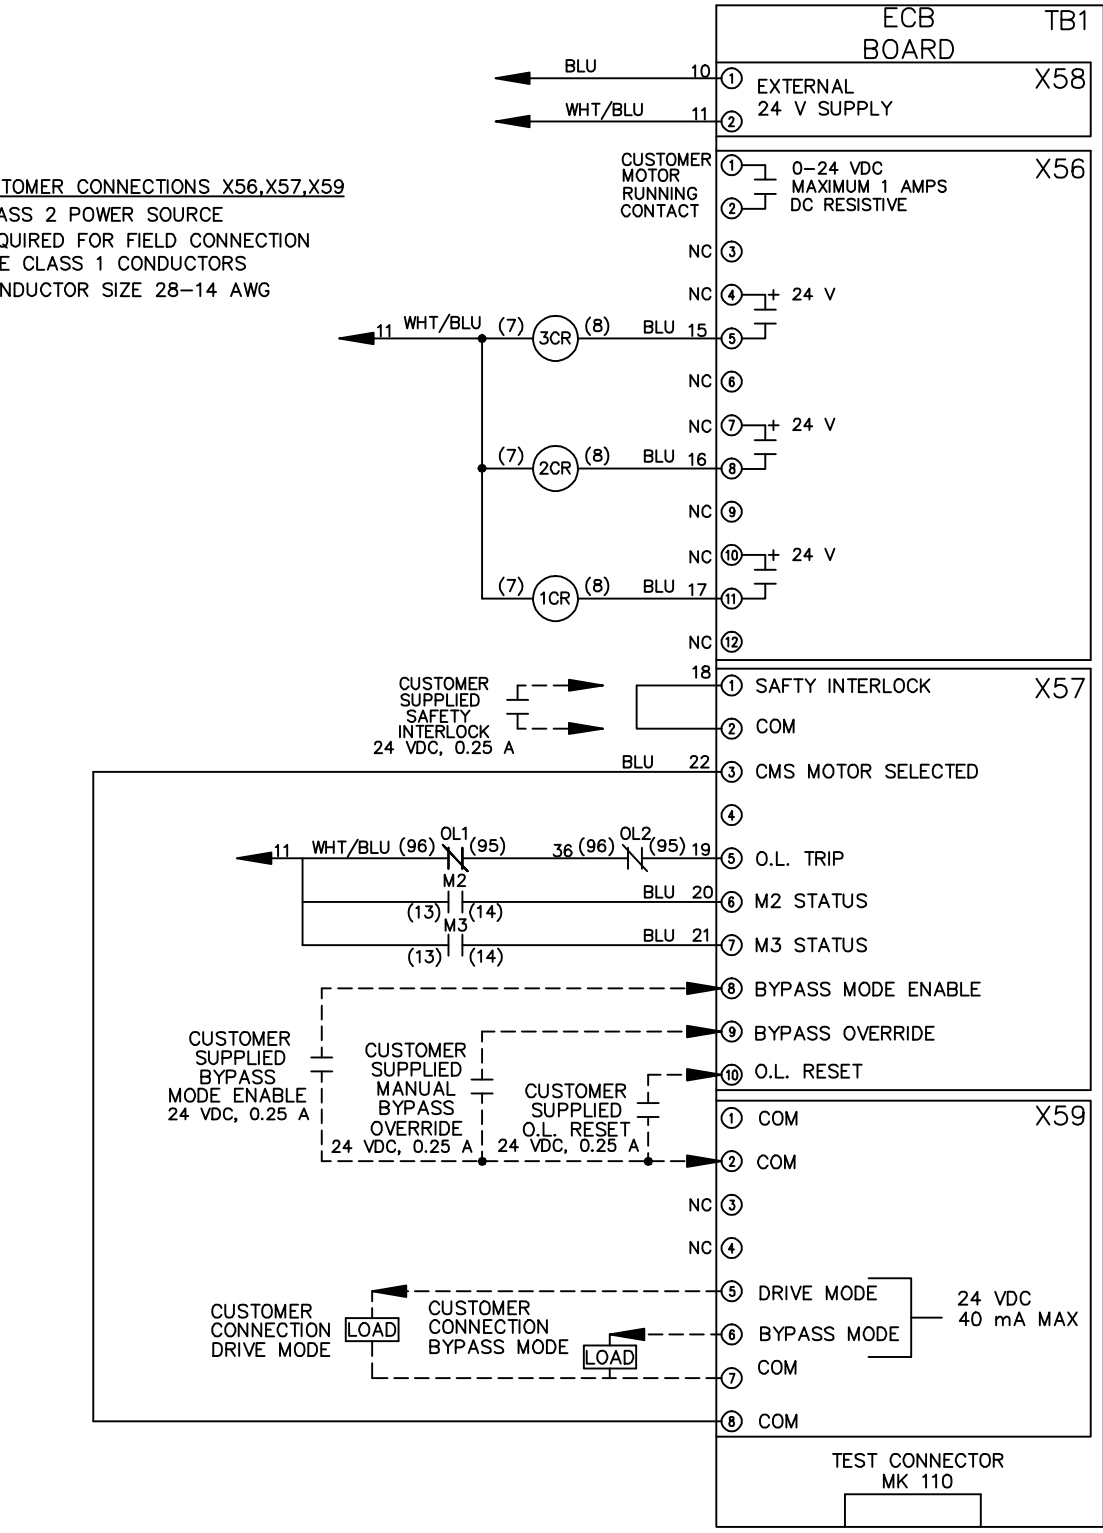 ECB
BOARD
TB1
BLU 10 1 EXTERNAL X58
WHT/BLU 11 2 24 V SUPPLY
TOMER CONNECTIONS X56,X57,X59
ASS 2 POWER SOURCE
QUIRED FOR FIELD CONNECTION
E CLASS 1 CONDUCTORS
NDUCTOR SIZE 28-14 AWG
CUSTOMER
MOTOR
RUNNING
CONTACT
1
2
0-24 VDC
MAXIMUM 1 AMPS
DC RESISTIVE
X56
NC 3
NC 4 + 24 V
11 WHT/BLU (7) 3CR (8) BLU 15 5
NC 6
NC 7 + 24 V
(7) 2CR (8) BLU 16 8
NC 9
NC 10 + 24 V
(7) 1CR (8) BLU 17 11
NC 12
CUSTOMER
SUPPLIED
SAFETY
INTERLOCK
24 VDC, 0.25 A
18 1 SAFTY INTERLOCK X57
2 COM
BLU 22 3 CMS MOTOR SELECTED
4
11 WHT/BLU (96) OL1 (95) 36 (96) OL2 (95) 19 5 O.L. TRIP
M2
(13) (14) BLU 20 6 M2 STATUS
M3
(13) (14) BLU 21 7 M3 STATUS
8 BYPASS MODE ENABLE
9 BYPASS OVERRIDE
10 O.L. RESET
CUSTOMER
SUPPLIED
BYPASS
MODE ENABLE
24 VDC, 0.25 A
CUSTOMER
SUPPLIED
MANUAL
BYPASS
OVERRIDE
24 VDC, 0.25 A
CUSTOMER
SUPPLIED
O.L. RESET
24 VDC, 0.25 A
1 COM X59
2 COM
NC 3
NC 4
5 DRIVE MODE
6 BYPASS MODE
7 COM
8 COM
24 VDC
40 mA MAX
CUSTOMER
CONNECTION
DRIVE MODE
LOAD
CUSTOMER
CONNECTION
BYPASS MODE
LOAD
TEST CONNECTOR
MK 110